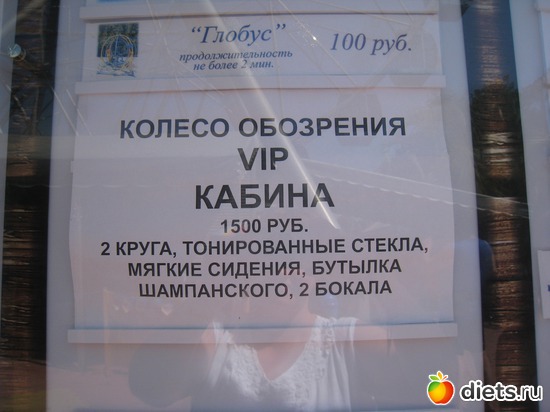 "Глобус" 100 руб.
продолжительность
не более 2 мин.
КОЛЕСО ОБОЗРЕНИЯ
VIP
КАБИНА
1500 РУБ.
2 КРУГА, ТОНИРОВАННЫЕ СТЕКЛА,
МЯГКИЕ СИДЕНИЯ, БУТЫЛКА
ШАМПАНСКОГО, 2 БОКАЛА
diets.ru